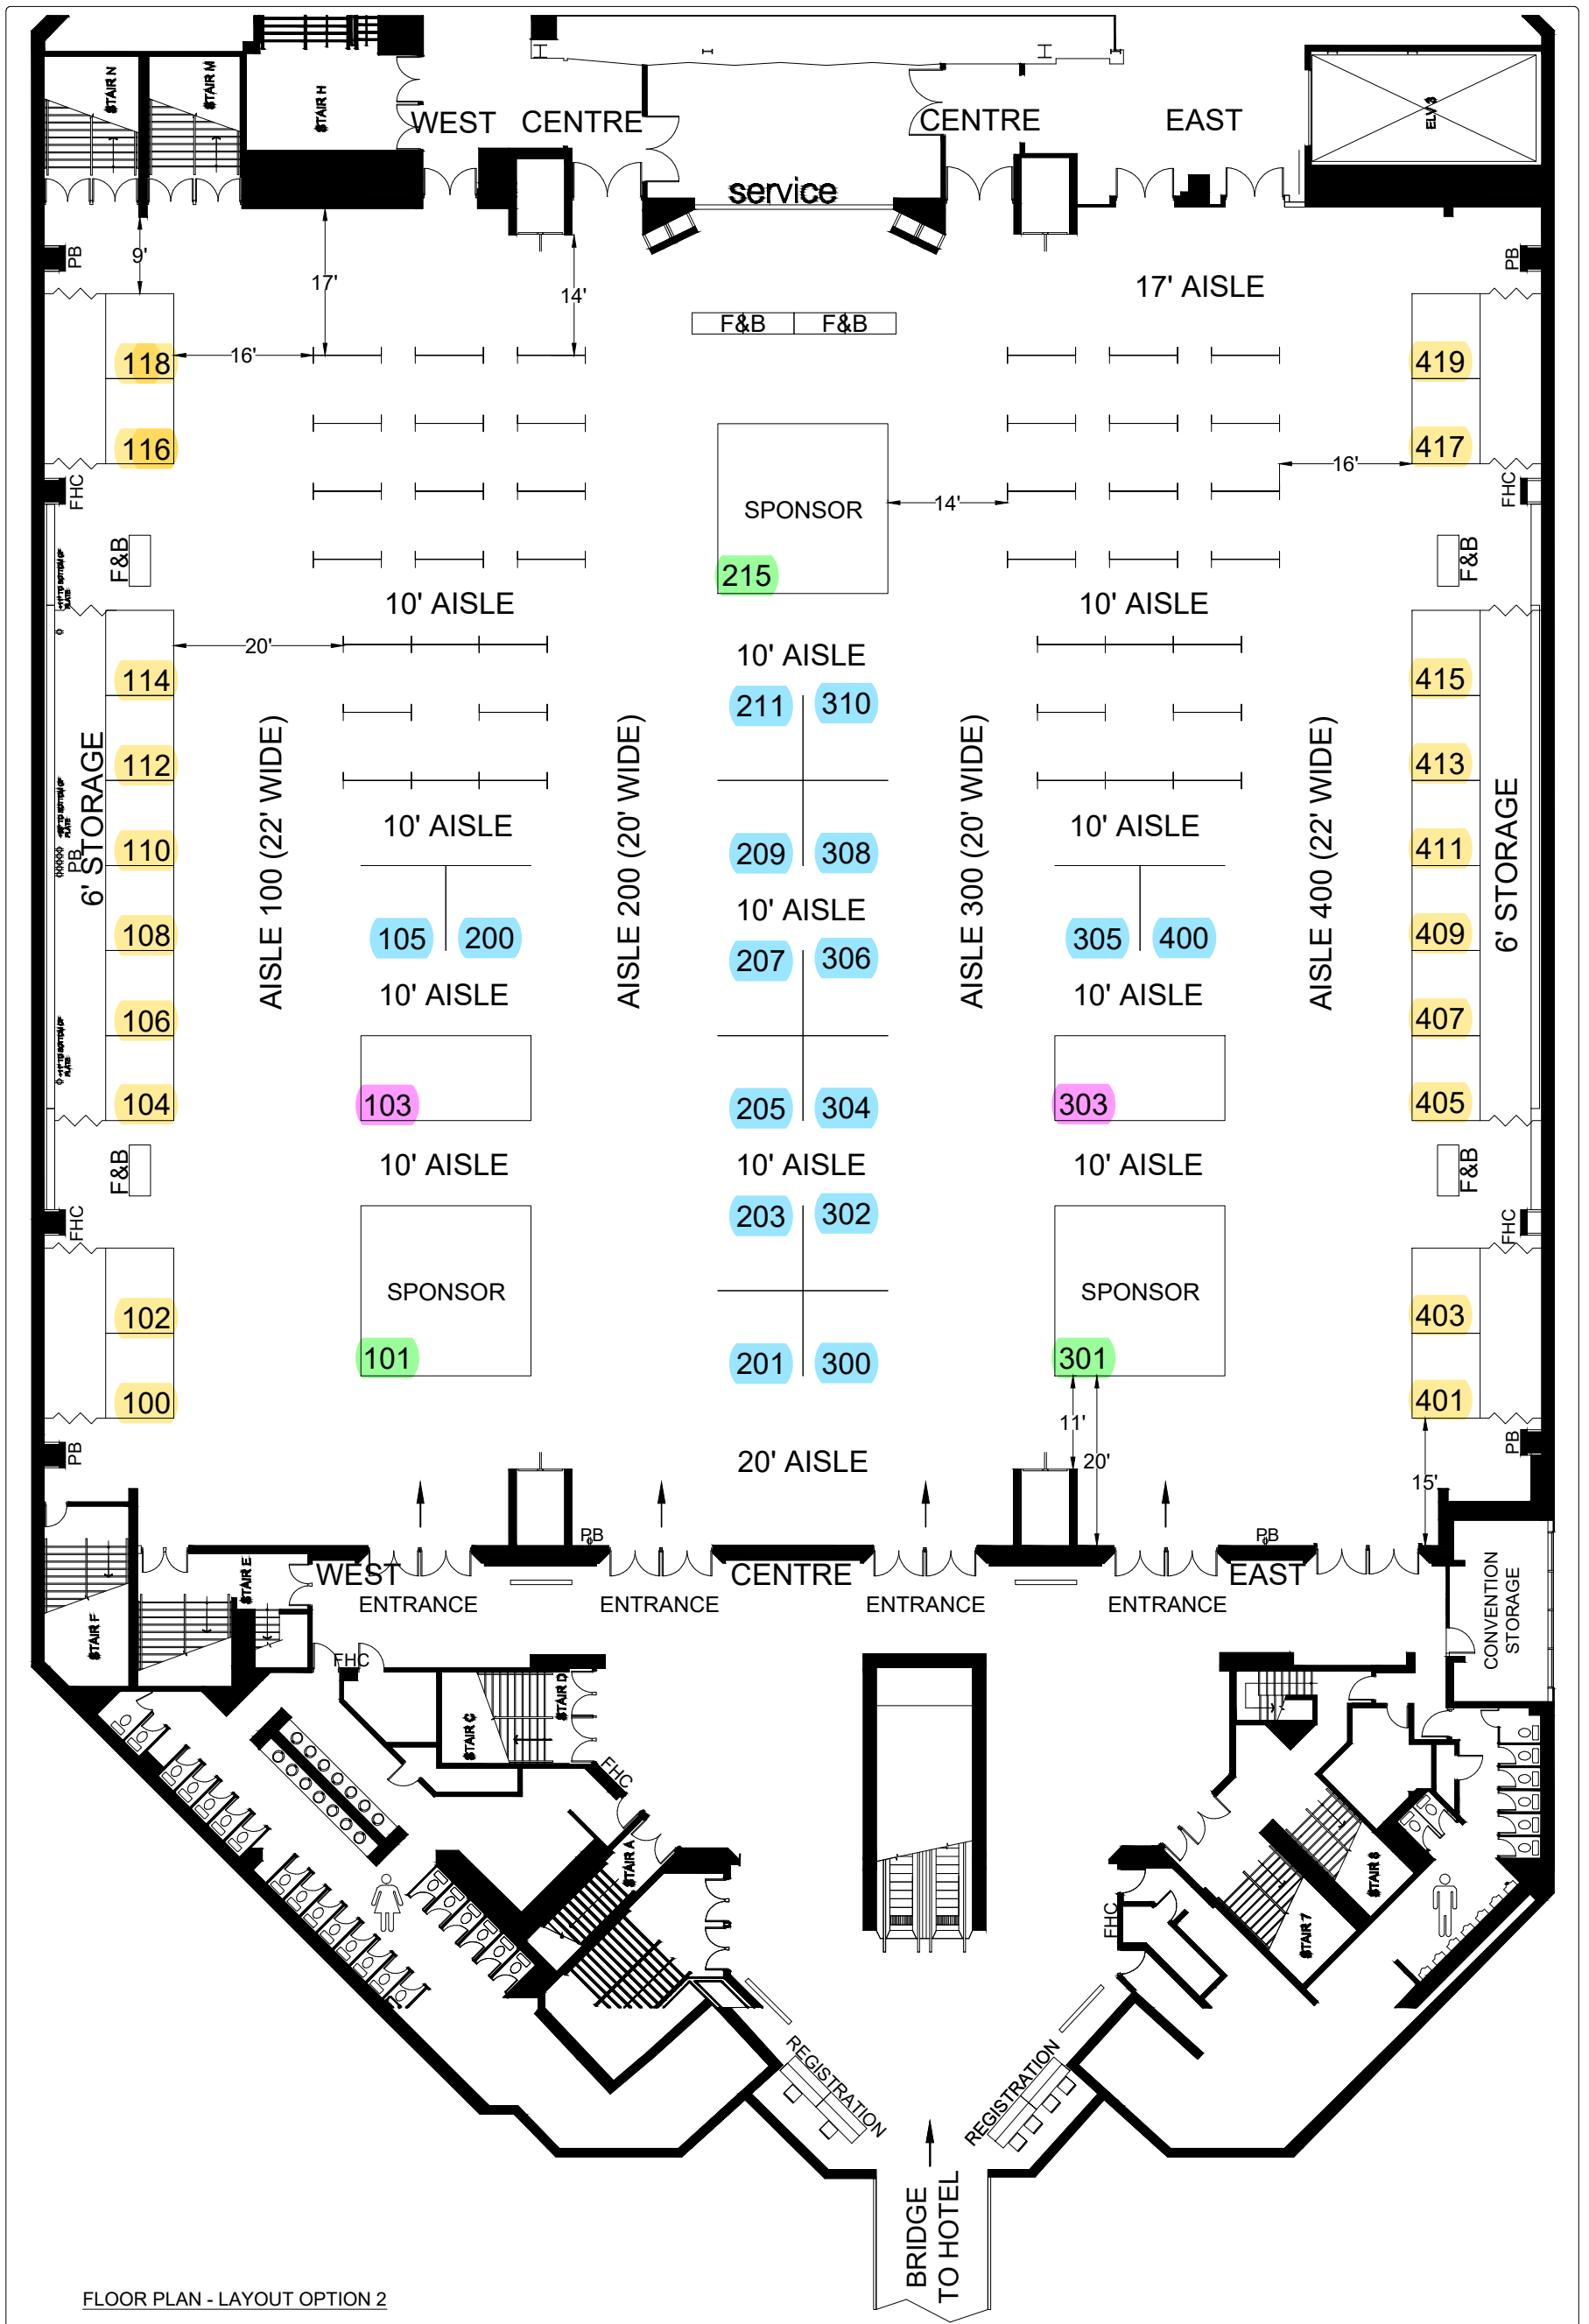 STAIR N
STAIR M
STAIR H
WEST
CENTRE
CENTRE
EAST
ELV 3
service
PB
9'
17'
14'
17' AISLE
PB
F&B
F&B
118
16'
419
116
417
16'
FHC
SPONSOR
14'
FHC
F&B
215
F&B
10' AISLE
10' AISLE
20'
10' AISLE
114
211
310
415
6' STORAGE
AISLE 100 (22' WIDE)
AISLE 200 (20' WIDE)
AISLE 300 (20' WIDE)
AISLE 400 (22' WIDE)
6' STORAGE
112
413
10' AISLE
10' AISLE
PB
110
209
308
411
10' AISLE
108
105
200
207
306
305
400
409
10' AISLE
10' AISLE
106
407
104
103
205
304
303
405
F&B
10' AISLE
10' AISLE
10' AISLE
F&B
FHC
203
302
FHC
SPONSOR
SPONSOR
102
403
101
201
300
301
100
401
11'
PB
20' AISLE
20'
15'
PB
PB
PB
WEST
CENTRE
EAST
ENTRANCE
ENTRANCE
ENTRANCE
ENTRANCE
STAIR E
STAIR F
CONVENTION
STORAGE
FHC
STAIR D
STAIR C
FHC
STAIR A
STAIR 8
STAIR 7
FHC
REGISTRATION
REGISTRATION
BRIDGE
TO HOTEL
FLOOR PLAN - LAYOUT OPTION 2